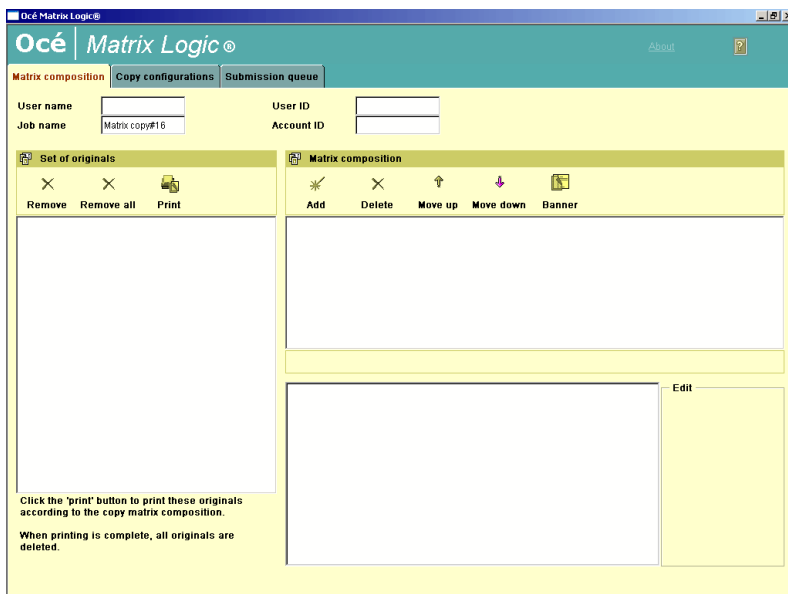 Océ Matrix Logic®
Océ Matrix Logic ®
About
?
Matrix composition Copy configurations Submission queue
User name
User ID
Job name Matrix copy#16
Account ID
Set of originals
Matrix composition
Remove Remove all Print
Add Delete Move up Move down Banner
Edit
Click the 'print' button to print these originals
according to the copy matrix composition.
When printing is complete, all originals are
deleted.